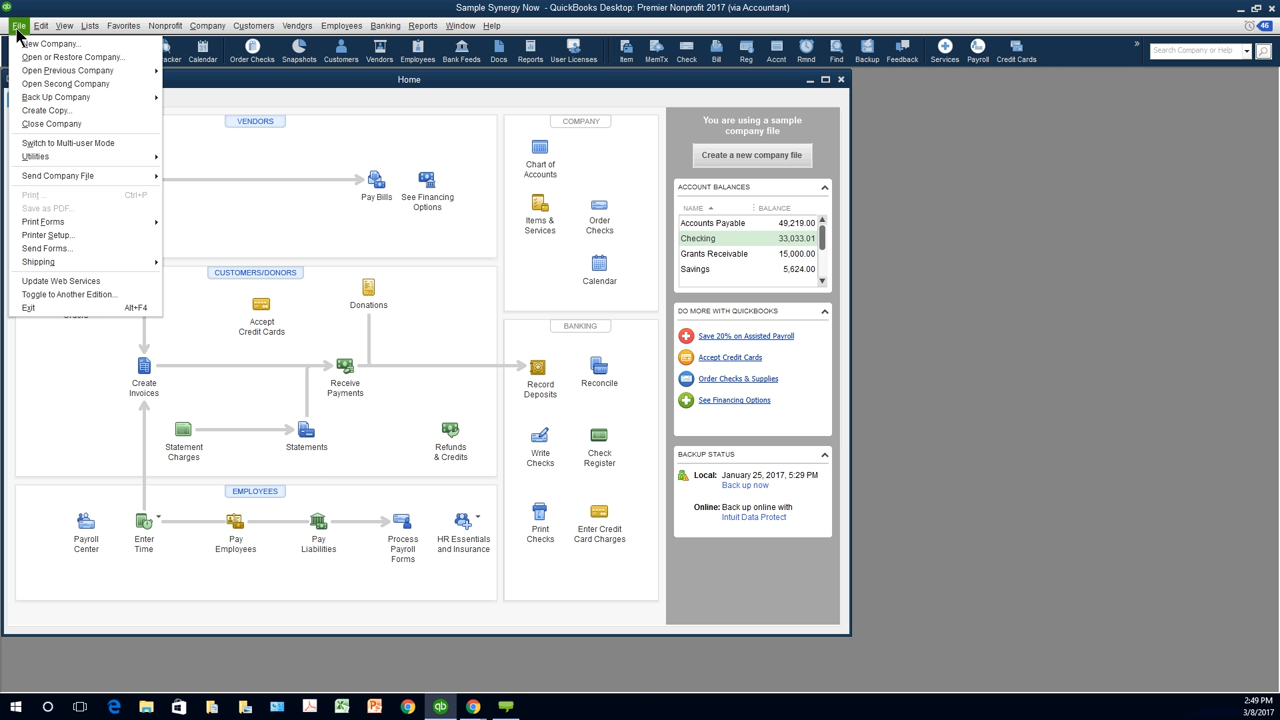 Sample Synergy Now - QuickBooks Desktop: Premier Nonprofit 2017 (via Accountant)
File Edit View Lists Favorites Nonprofit Company Customers Vendors Employees Banking Reports Window Help
46
Calendar Order Checks Snapshots Customers Vendors Employees Bank Feeds Docs Reports User Licenses Item MemTx Check Bill Reg Accnt Rmnd Find Backup Feedback Services Payroll Credit Cards
» Search Company or Help
New Company...
Open or Restore Company...
Open Previous Company
Open Second Company
Back Up Company
Create Copy...
Close Company
Switch to Multi-user Mode
Utilities
Send Company File
Print ... Ctrl+P
Save as PDF...
Print Forms
Printer Setup...
Send Forms...
Shipping
Update Web Services
Toggle to Another Edition...
Exit Alt+F4
Home
VENDORS
Pay Bills
See Financing
Options
CUSTOMERS/DONORS
Accept
Credit Cards
Donations
Create
Invoices
Receive
Payments
Statement
Charges
Statements
Refunds
& Credits
EMPLOYEES
Payroll
Center
Enter
Time
Pay
Employees
Pay
Liabilities
Process
Payroll
Forms
HR Essentials
and Insurance
COMPANY
Chart of
Accounts
Items &
Services
Order
Checks
Calendar
BANKING
Record
Deposits
Reconcile
Write
Checks
Check
Register
Print
Checks
Enter Credit
Card Charges
You are using a sample
company file
Create a new company file
ACCOUNT BALANCES
NAME BALANCE
Accounts Payable 49,219.00
Checking 33,033.01
Grants Receivable 15,000.00
Savings 5,624.00
DO MORE WITH QUICKBOOKS
Save 20% on Assisted Payroll
Accept Credit Cards
Order Checks & Supplies
See Financing Options
BACKUP STATUS
Local: January 25, 2017, 5:29 PM
Back up now
Online: Back up online with
Intuit Data Protect
2:49 PM
3/8/2017